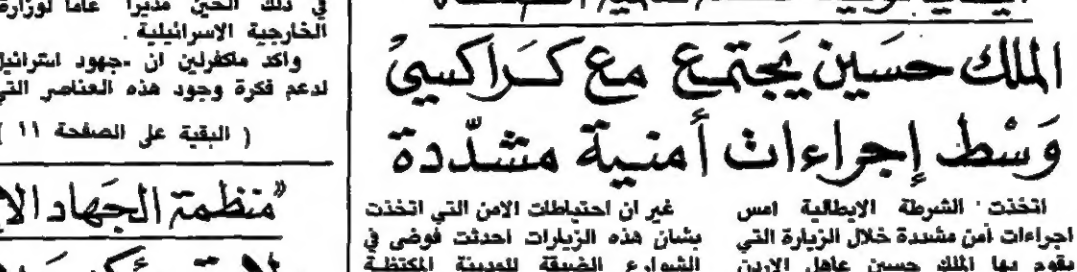 الملك حسين يجتمع مع كراكسي
وسط إجراءات أمنية مشددة
اتخذت الشرطة الايطالية امس
اجراءات أمن مشددة خلال الزيارة التي
يقوم بها الملك حسين عاهل الاردن
غير ان احتياطات الامن التي اتخذت
بشان هذه الزيارات احدثت فوضى في
الشوارع الضيقة للمدينة المكتظة
في ذلك الحين مديرا عاما لوزارة
الخارجية الاسرائيلية .
واكد ماكفرلين ان جهود اسرائيل
لدعم فكرة وجود هذه العناصر التي
( البقية على الصفحة ١١ )
“منظمة الجهاد